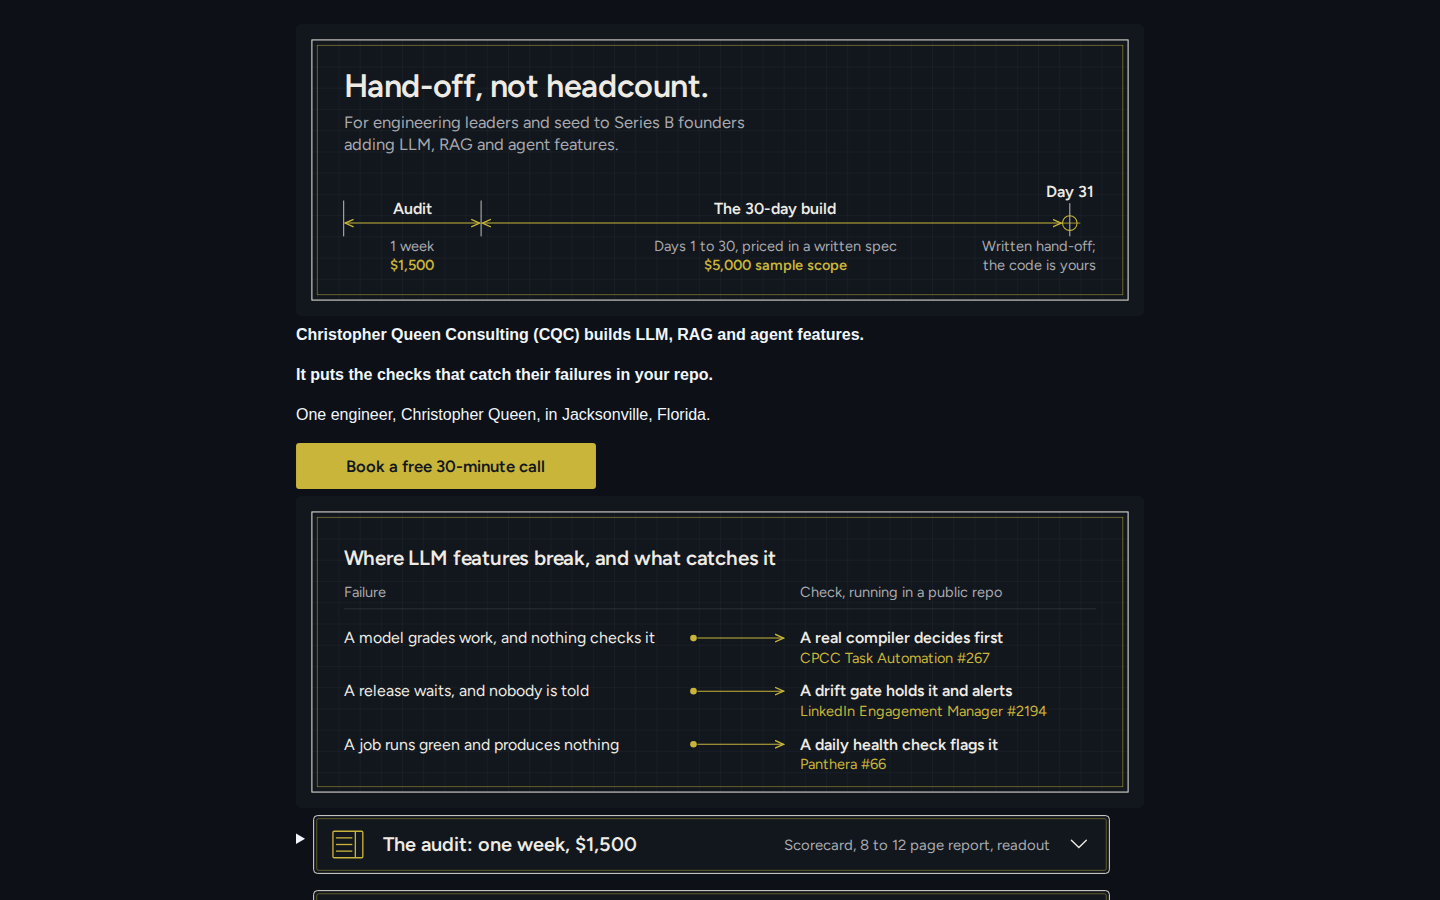 Hand-off, not headcount.
For engineering leaders and seed to Series B founders
adding LLM, RAG and agent features.
Day 31
Audit
The 30-day build
1 week
Days 1 to 30, priced in a written spec
Written hand-off;
$1,500
$5,000 sample scope
the code is yours
Christopher Queen Consulting (CQC) builds LLM, RAG and agent features.
It puts the checks that catch their failures in your repo.
One engineer, Christopher Queen, in Jacksonville, Florida.
Book a free 30-minute call
Where LLM features break, and what catches it
Failure
Check, running in a public repo
A model grades work, and nothing checks it
A real compiler decides first
CPCC Task Automation #267
A release waits, and nobody is told
A drift gate holds it and alerts
LinkedIn Engagement Manager #2194
A job runs green and produces nothing
A daily health check flags it
Panthera #66
The audit: one week, $1,500
Scorecard, 8 to 12 page report, readout